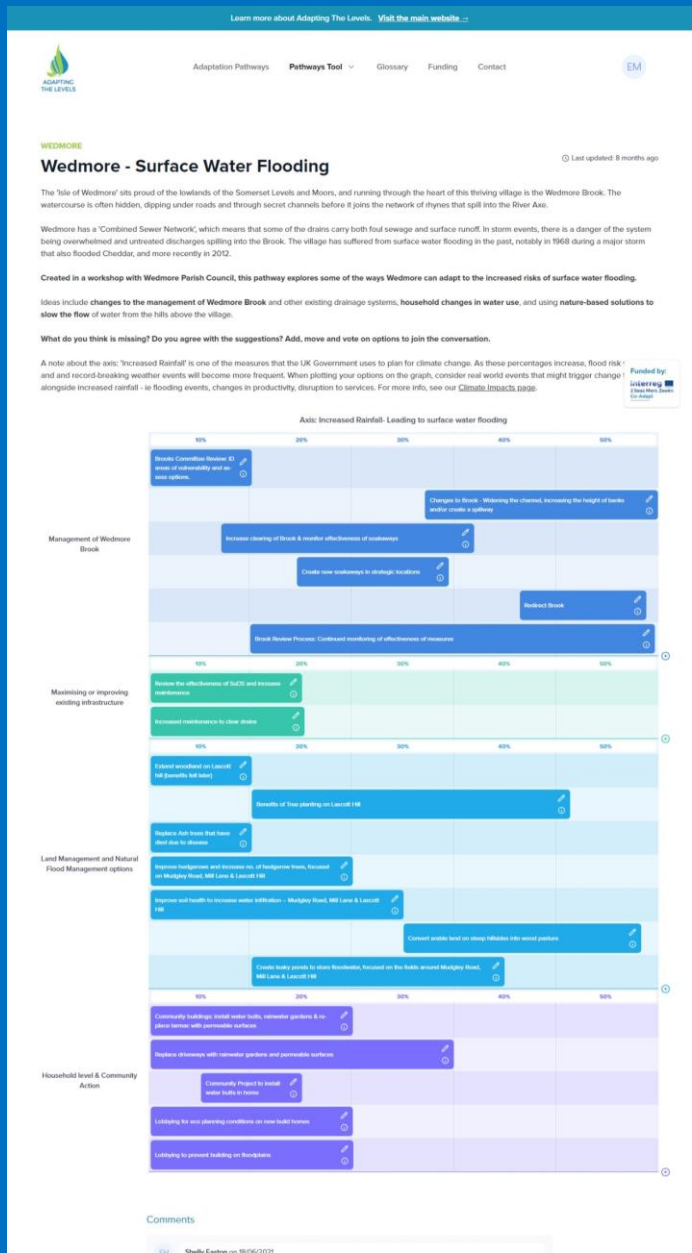 Learn more about Adapting The Levels. Visit the main website →
ADAPTING
THE LEVELS
Adaptation Pathways
Pathways Tool
Glossary
Funding
Contact
EM
WEDMORE
Wedmore - Surface Water Flooding
Last updated: 8 months ago
The 'Isle of Wedmore' sits proud of the lowlands of the Somerset Levels and Moors, and running through the heart of this thriving village is the Wedmore Brook. The
watercourse is often hidden, dipping under roads and through secret channels before it joins the network of rhynes that spill into the River Axe.
Wedmore has a 'Combined Sewer Network', which means that some of the drains carry both foul sewage and surface runoff. In storm events, there is a danger of the system
being overwhelmed and untreated discharges spilling into the Brook. The village has suffered from surface water flooding in the past, notably in 1968 during a major storm
that also flooded Cheddar, and more recently in 2012.
Created in a workshop with Wedmore Parish Council, this pathway explores some of the ways Wedmore can adapt to the increased risks of surface water flooding.
Ideas include changes to the management of Wedmore Brook and other existing drainage systems, household changes in water use, and using nature-based solutions to
slow the flow of water from the hills above the village.
What do you think is missing? Do you agree with the suggestions? Add, move and vote on options to join the conversation.
A note about the axis: 'Increased Rainfall' is one of the measures that the UK Government uses to plan for climate change. As these percentages increase, flood risk
and and record-breaking weather events will become more frequent. When plotting your options on the graph, consider real world events that might trigger change
alongside increased rainfall - ie flooding events, changes in productivity, disruption to services. For more info, see our Climate Impacts page.
Funded by:
interreg
2 Seas Mers Zeeën
Co-Adapt
Axis: Increased Rainfall- Leading to surface water flooding
10% 20% 30% 40% 50%
Management of Wedmore
Brook
Brooks Committee Review: ID
areas of vulnerability and as-
sess options.
Changes to Brook - Widening the channel, increasing the height of banks
and/or create a spillway
Increase clearing of Brook & monitor effectiveness of soakaways
Create new soakaways in strategic locations
Redirect Brook
Brook Review Process: Continued monitoring of effectiveness of measures
10% 20% 30% 40% 50%
Maximising or improving
existing infrastructure
Review the effectiveness of SuDS and increase
maintenance
Increased maintenance to clear drains
10% 20% 30% 40% 50%
Land Management and Natural
Flood Management options
Extend woodland on Lascott
Hill (benefits felt later)
Benefits of Tree planting on Lascott Hill
Replace Ash trees that have
died due to disease
Improve hedgerows and increase no. of hedgerow trees, focused
on Mudgley Road, Mill Lane & Lascott Hill
Improve soil health to increase water infiltration – Mudgley Road, Mill Lane & Lascott
Hill
Convert arable land on steep hillsides into wood pasture
Create leaky ponds to store floodwater, focused on the fields around Mudgley Road,
Mill Lane & Lascott Hill
10% 20% 30% 40% 50%
Household level & Community
Action
Community buildings: install water butts, rainwater gardens & re-
place tarmac with permeable surfaces
Replace driveways with rainwater gardens and permeable surfaces
Community Project to install
water butts in home
Lobbying for eco planning conditions on new build homes
Lobbying to prevent building on floodplains
Comments
Shelly Easton on 18/06/2021